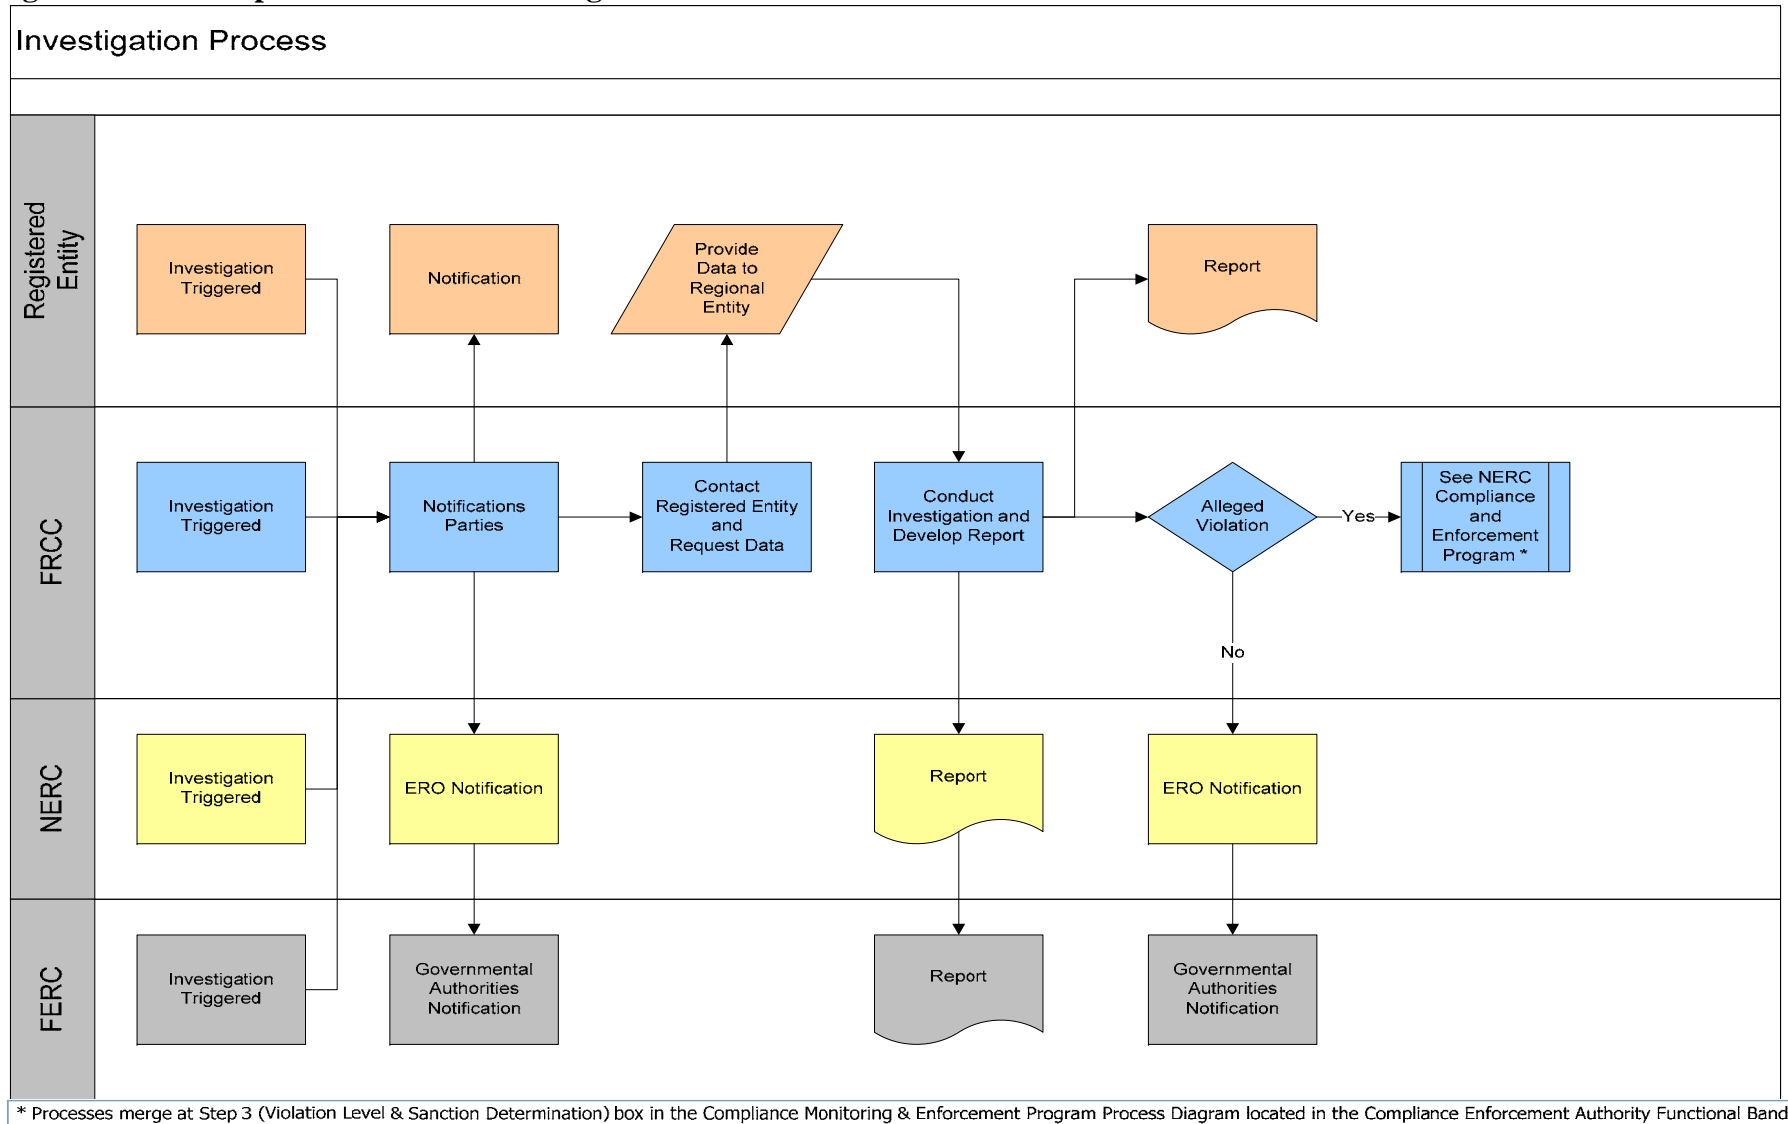 Investigation Process
Registered
Entity
Investigation
Triggered
Notification
Provide
Data to
Regional
Entity
Report
FRCC
Investigation
Triggered
Notifications
Parties
Contact
Registered Entity
and
Request Data
Conduct
Investigation and
Develop Report
Alleged
Violation
Yes
See NERC
Compliance
and
Enforcement
Program *
No
NERC
Investigation
Triggered
ERO Notification
Report
ERO Notification
FERC
Investigation
Triggered
Governmental
Authorities
Notification
Report
Governmental
Authorities
Notification
* Processes merge at Step 3 (Violation Level & Sanction Determination) box in the Compliance Monitoring & Enforcement Program Process Diagram located in the Compliance Enforcement Authority Functional Band